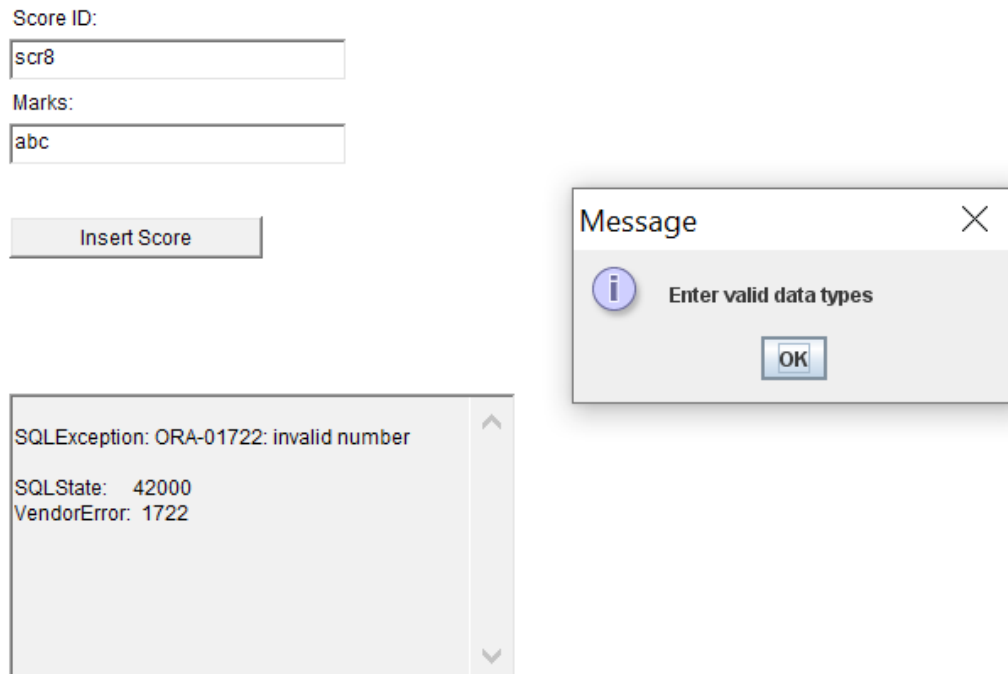 Score ID:
scr8
Marks:
abc
Insert Score
Message
Enter valid data types
OK
SQLException: ORA-01722: invalid number
SQLState: 42000
VendorError: 1722